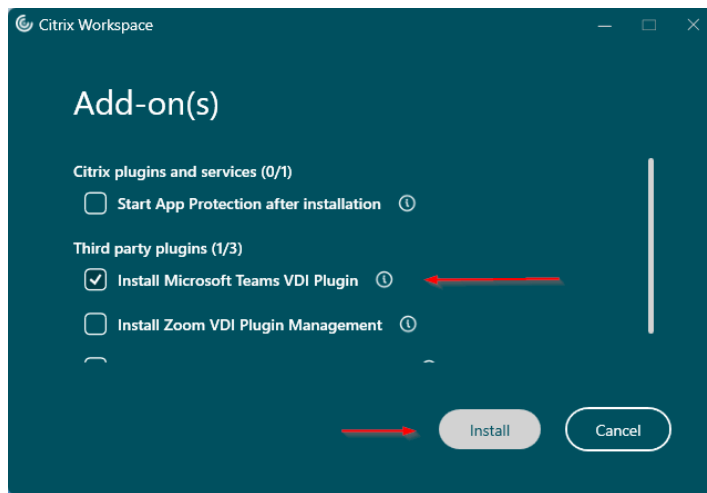 Citrix Workspace
Add-on(s)
Citrix plugins and services (0/1)
Start App Protection after installation
Third party plugins (1/3)
Install Microsoft Teams VDI Plugin
Install Zoom VDI Plugin Management
Install
Cancel